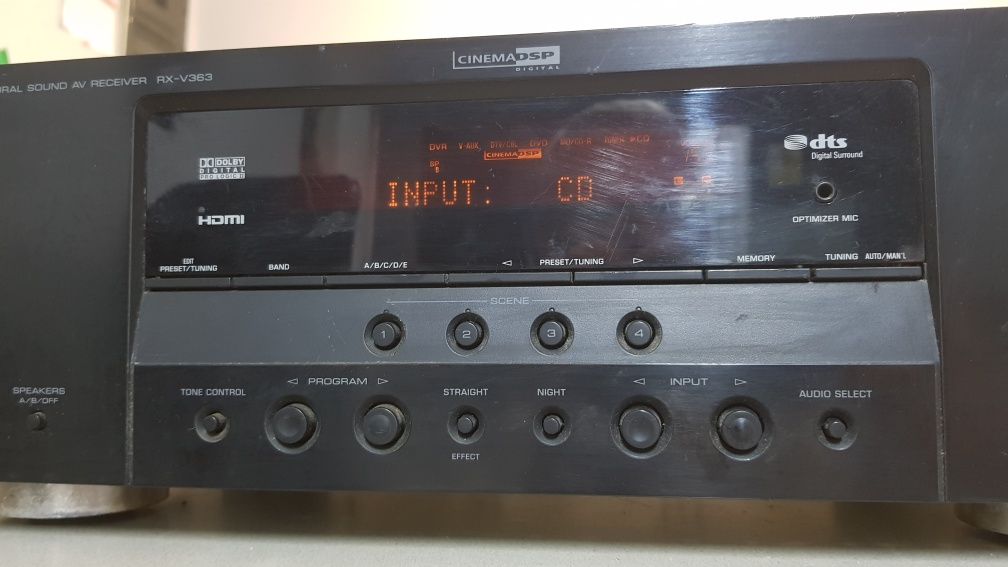 CINEMA DSP
DIGITAL
RAL SOUND AV RECEIVER RX-V363
DVR V-AUX DTV/CBL DVD MD/CD-R TUNER CD
CINEMA DSP
SP
B
INPUT: CD
DOLBY
DIGITAL
PRO LOGIC II
HDMI
dts
Digital Surround
OPTIMIZER MIC
EDIT
PRESET/TUNING
BAND
A/B/C/D/E
PRESET/TUNING
MEMORY
TUNING AUTO/MAN'L
SCENE
1 2 3 4
SPEAKERS
A/B/OFF
TONE CONTROL
PROGRAM
STRAIGHT
EFFECT
NIGHT
INPUT
AUDIO SELECT